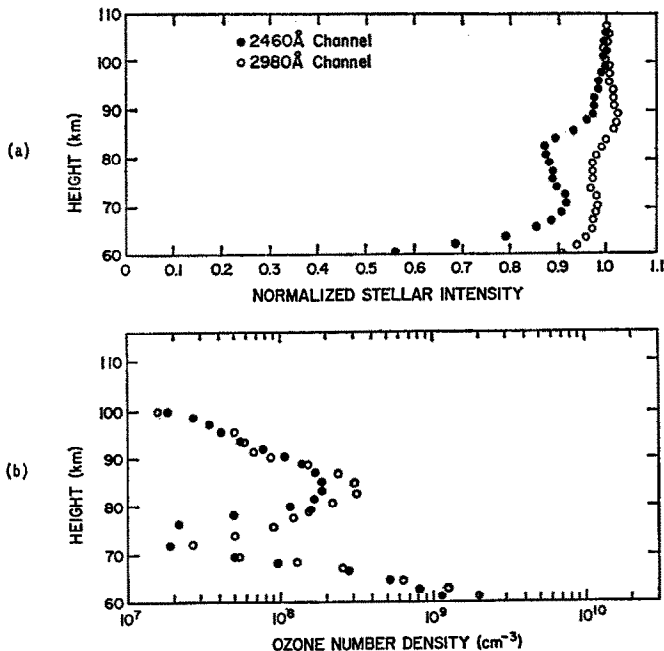 (a)
HEIGHT (km)
110
100
90
80
70
60
● 2460Å Channel
○ 2980Å Channel
0 0.1 0.2 0.3 0.4 0.5 0.6 0.7 0.8 0.9 1.0 1.1
NORMALIZED STELLAR INTENSITY
(b)
HEIGHT (km)
110
100
90
80
70
60
10⁷ 10⁸ 10⁹ 10¹⁰
OZONE NUMBER DENSITY (cm⁻³)